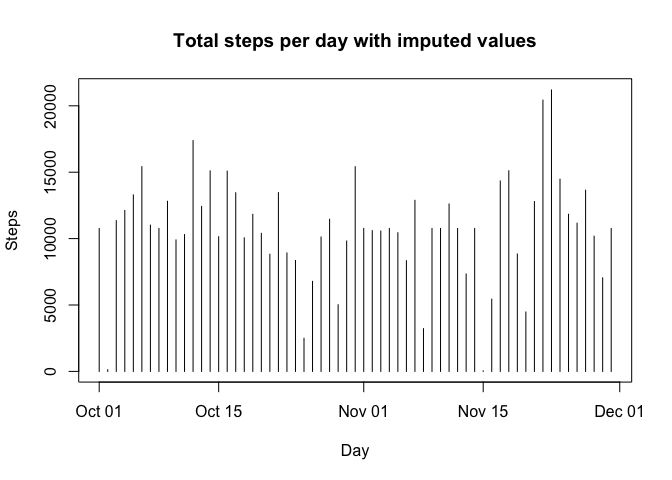 Total steps per day with imputed values
20000
15000
10000
5000
0
Steps
Oct 01 Oct 15 Nov 01 Nov 15 Dec 01
Day